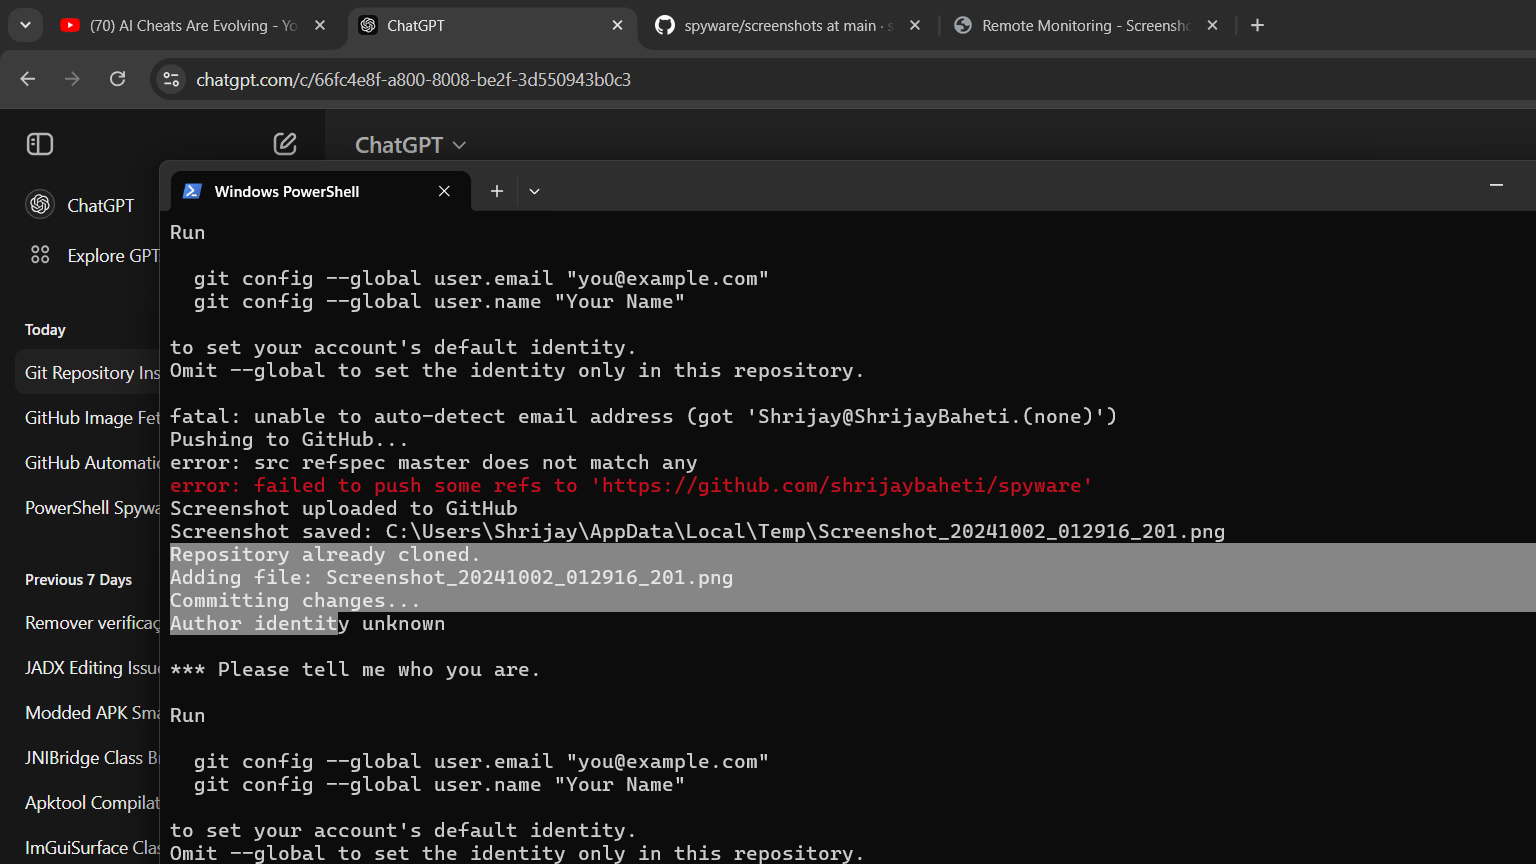 (70) AI Cheats Are Evolving - Yo
ChatGPT
spyware/screenshots at main · s
Remote Monitoring - Screensho
chatgpt.com/c/66fc4e8f-a800-8008-be2f-3d550943b0c3
ChatGPT
ChatGPT
Explore GPT
Today
Git Repository Ins
GitHub Image Fet
GitHub Automatic
PowerShell Spywa
Previous 7 Days
Remover verificaç
JADX Editing Issue
Modded APK Sma
JNIBridge Class B
Apktool Compilat
ImGuiSurface Clas
Windows PowerShell
Run
git config --global user.email "you@example.com"
git config --global user.name "Your Name"
to set your account's default identity.
Omit --global to set the identity only in this repository.
fatal: unable to auto-detect email address (got 'Shrijay@ShrijayBaheti.(none)')
Pushing to GitHub...
error: src refspec master does not match any
error: failed to push some refs to 'https://github.com/shrijaybaheti/spyware'
Screenshot uploaded to GitHub
Screenshot saved: C:\Users\Shrijay\AppData\Local\Temp\Screenshot_20241002_012916_201.png
Repository already cloned.
Adding file: Screenshot_20241002_012916_201.png
Committing changes...
Author identity unknown
*** Please tell me who you are.
Run
git config --global user.email "you@example.com"
git config --global user.name "Your Name"
to set your account's default identity.
Omit --global to set the identity only in this repository.